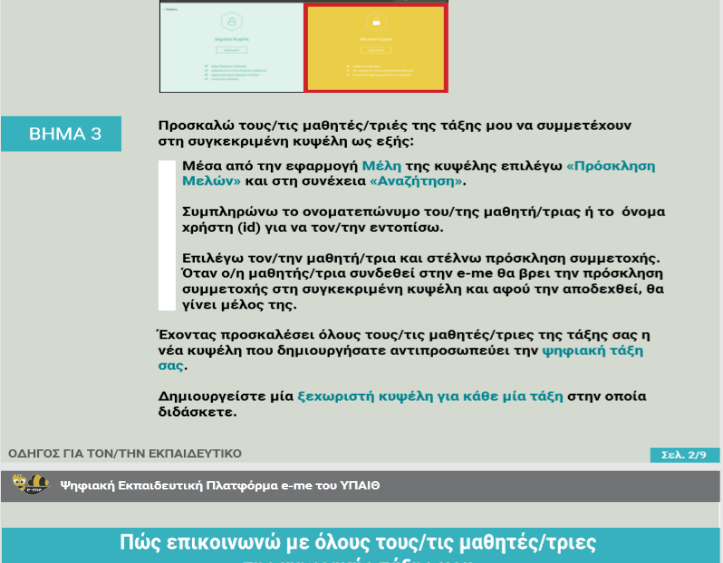 ΒΗΜΑ 3
Προσκαλώ τους/τις μαθητές/τριές της τάξης μου να συμμετέχουν
στη συγκεκριμένη κυψέλη ως εξής:
Μέσα από την εφαρμογή Μέλη της κυψέλης επιλέγω «Πρόσκληση
Μελών» και στη συνέχεια «Αναζήτηση».
Συμπληρώνω το ονοματεπώνυμο του/της μαθητή/τριας ή το όνομα
χρήστη (id) για να τον/την εντοπίσω.
Επιλέγω τον/την μαθητή/τρια και στέλνω πρόσκληση συμμετοχής.
Όταν ο/η μαθητής/τρια συνδεθεί στην e-me θα βρει την πρόσκληση
συμμετοχής στη συγκεκριμένη κυψέλη και αφού την αποδεχθεί, θα
γίνει μέλος της.
Έχοντας προσκαλέσει όλους τους/τις μαθητές/τριες της τάξης σας η
νέα κυψέλη που δημιουργήσατε αντιπροσωπεύει την ψηφιακή τάξη
σας.
Δημιουργείστε μία ξεχωριστή κυψέλη για κάθε μία τάξη στην οποία
διδάσκετε.
ΟΔΗΓΟΣ ΓΙΑ ΤΟΝ/ΤΗΝ ΕΚΠΑΙΔΕΥΤΙΚΟ
Σελ. 2/9
e-me
Ψηφιακή Εκπαιδευτική Πλατφόρμα e-me του ΥΠΑΙΘ
Πώς επικοινωνώ με όλους τους/τις μαθητές/τριες